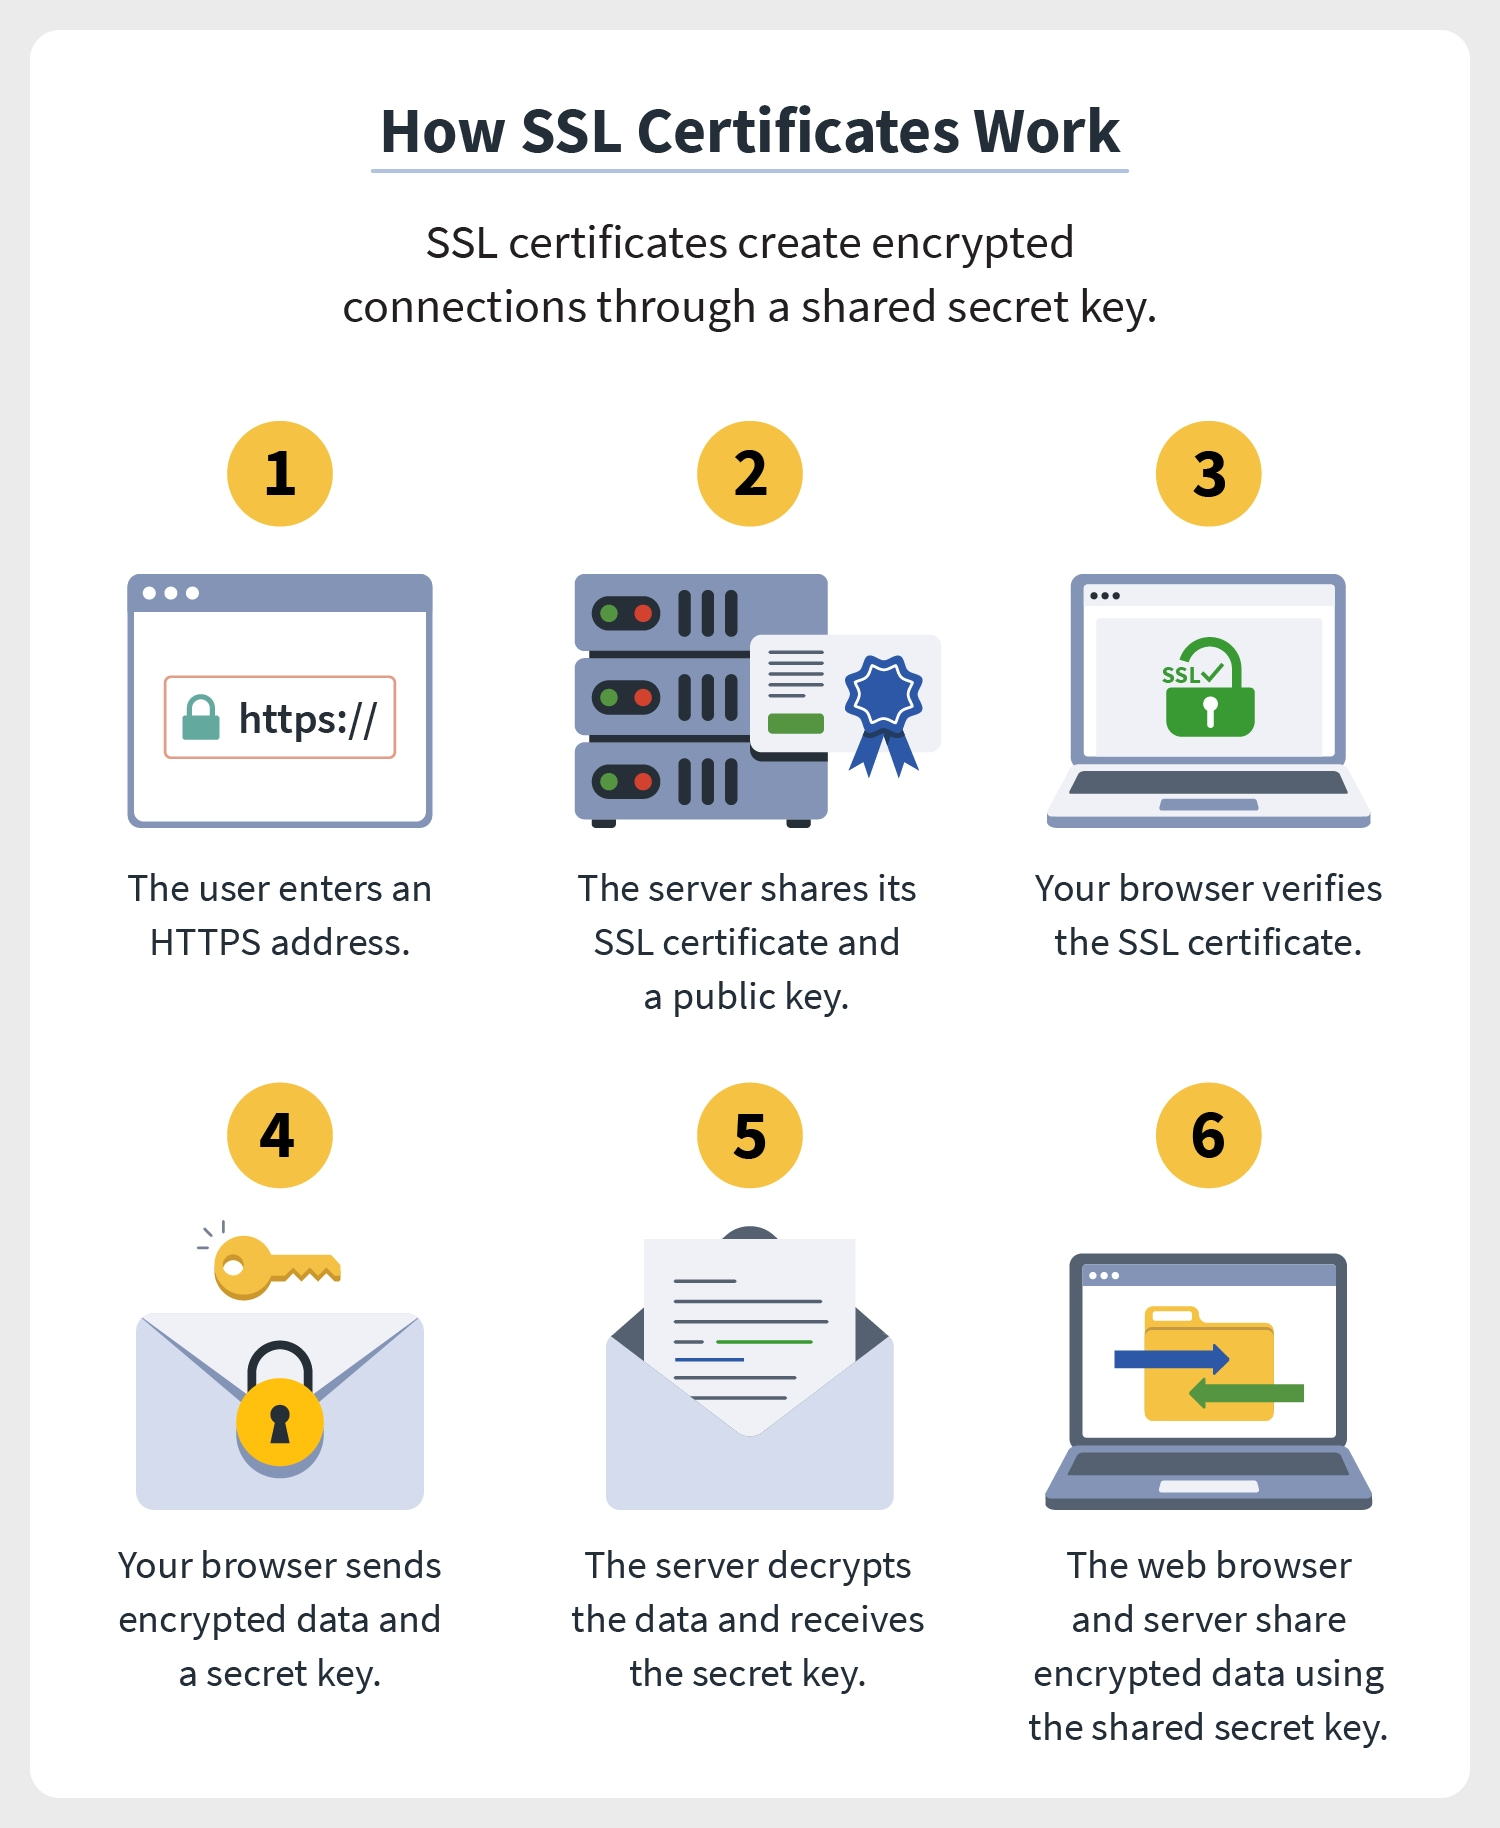 How SSL Certificates Work
SSL certificates create encrypted
connections through a shared secret key.
1
https://
The user enters an
HTTPS address.
2
The server shares its
SSL certificate and
a public key.
3
SSL
Your browser verifies
the SSL certificate.
4
Your browser sends
encrypted data and
a secret key.
5
The server decrypts
the data and receives
the secret key.
6
The web browser
and server share
encrypted data using
the shared secret key.